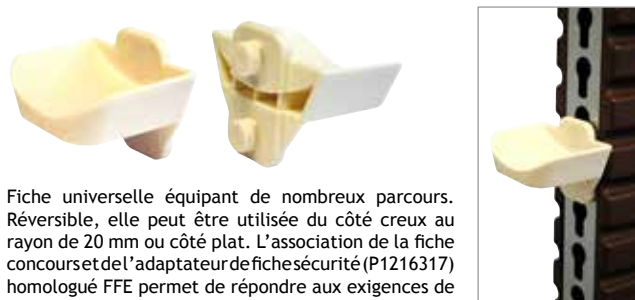 Fiche universelle équipant de nombreux parcours.
Réversible, elle peut être utilisée du côté creux au
rayon de 20 mm ou côté plat. L’association de la fiche
concours et de l’adaptateur de fiche sécurité (P1216317)
homologué FFE permet de répondre aux exigences de